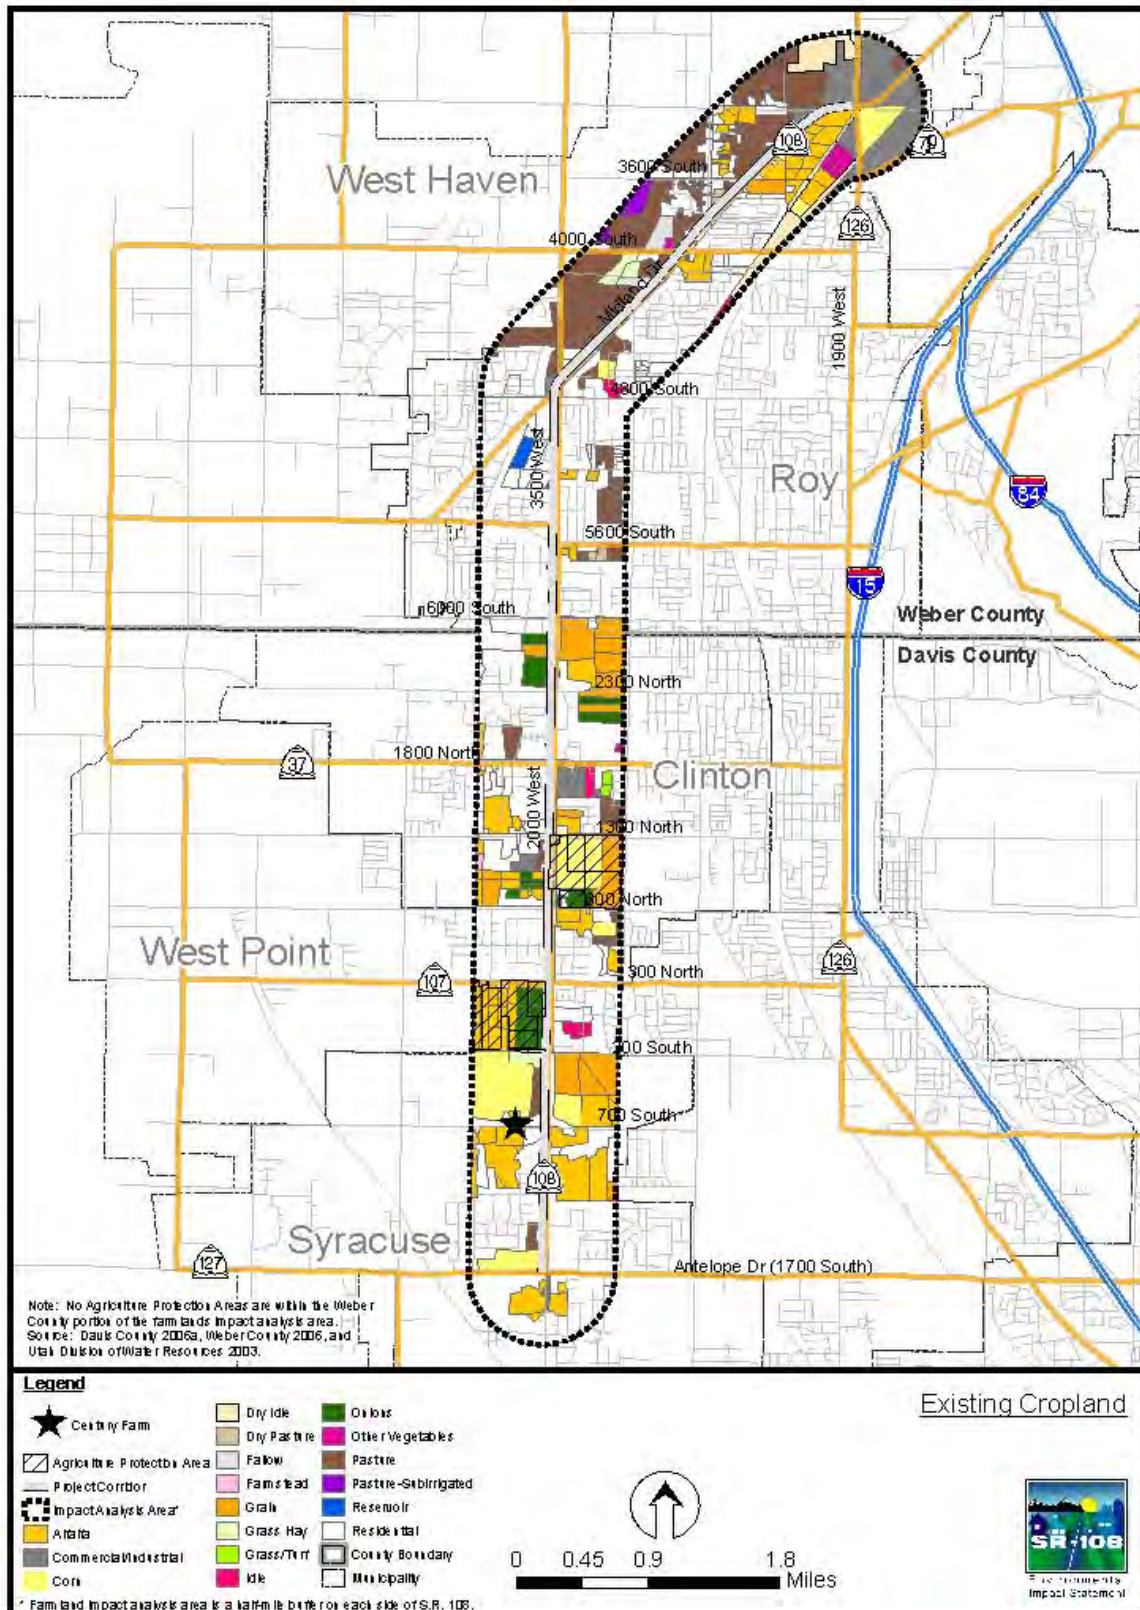 West Haven
3600 South
108
79
126
4000 South
Midland Dr
1900 West
4800 South
3500 West
Roy
84
5600 South
15
6000 South
Weber County
Davis County
2300 North
1800 North
37
Clinton
2000 West
1300 North
800 North
West Point
107
300 North
126
200 South
700 South
108
Syracuse
127
Antelope Dr (1700 South)
Note: No Agriculture Protection Areas are within the Weber
County portion of the farmlands impact analysis area.
Source: Davis County 2006a, Weber County 2006, and
Utah Division of Water Resources 2003.
Legend
Century Farm
Agriculture Protection Area
Project Corridor
Impact Analysis Area*
Alfalfa
Commercial/Industrial
Corn
Dry Idle
Dry Pasture
Fallow
Farmstead
Grain
Grass Hay
Grass/Turf
Idle
Onions
Other Vegetables
Pasture
Pasture-Subirrigated
Reservoir
Residential
County Boundary
Municipality
* Farmland impact analysis area is a half-mile buffer on each side of S.R. 108.
0 0.45 0.9 1.8
Miles
Existing Cropland
SR-108
Environmental
Impact Statement